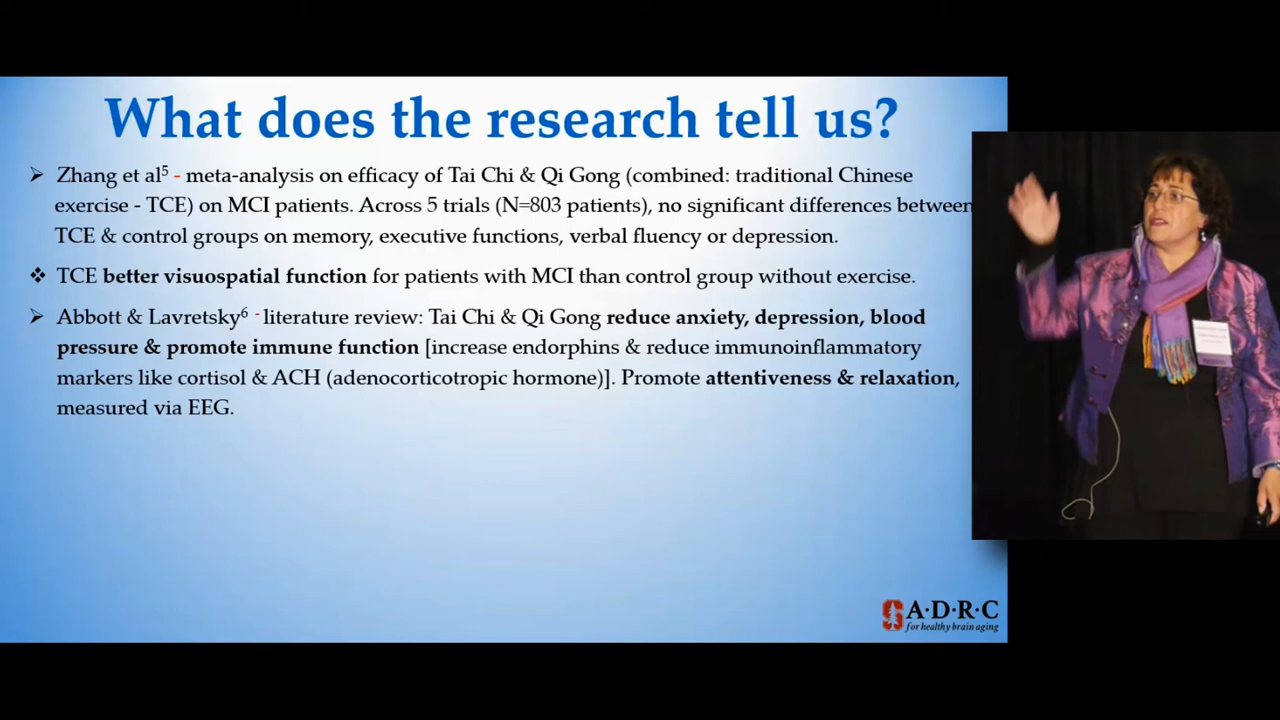 What does the research tell us?
➢ Zhang et al⁵ - meta-analysis on efficacy of Tai Chi & Qi Gong (combined: traditional Chinese
exercise - TCE) on MCI patients. Across 5 trials (N=803 patients), no significant differences between
TCE & control groups on memory, executive functions, verbal fluency or depression.
❖ TCE better visuospatial function for patients with MCI than control group without exercise.
➢ Abbott & Lavretsky⁶ - literature review: Tai Chi & Qi Gong reduce anxiety, depression, blood
pressure & promote immune function [increase endorphins & reduce immunoinflammatory
markers like cortisol & ACH (adenocorticotropic hormone)]. Promote attentiveness & relaxation,
measured via EEG.
A·D·R·C
for healthy brain aging